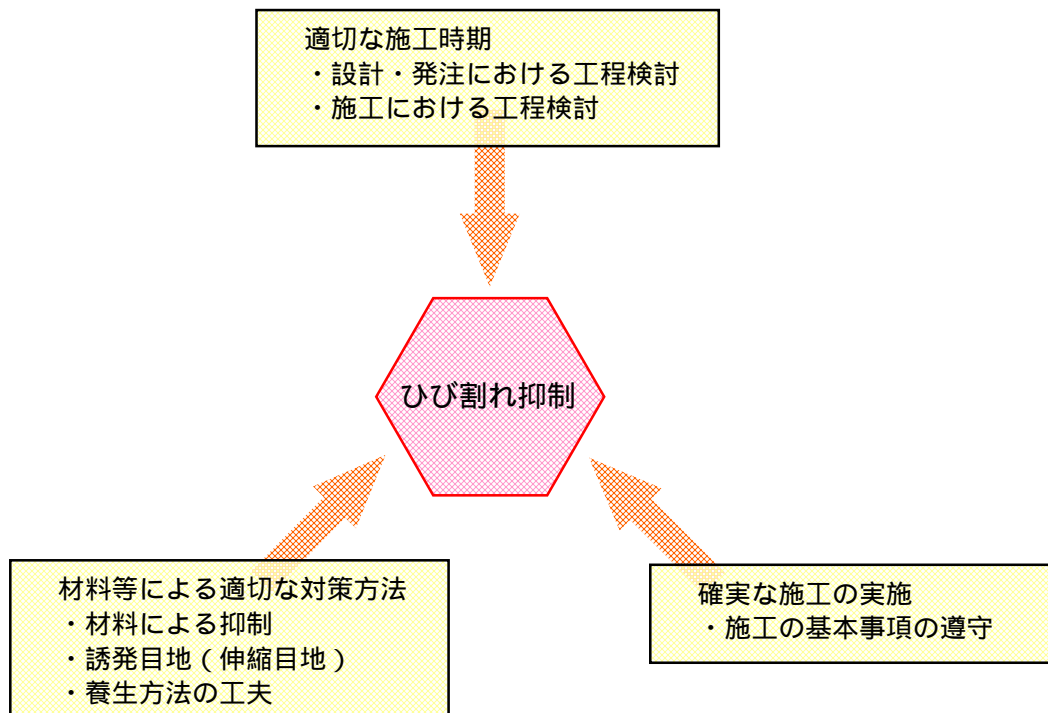 適切な施工時期
・設計・発注における工程検討
・施工における工程検討
ひび割れ抑制
材料等による適切な対策方法
・材料による抑制
・誘発目地(伸縮目地)
・養生方法の工夫
確実な施工の実施
・施工の基本事項の遵守